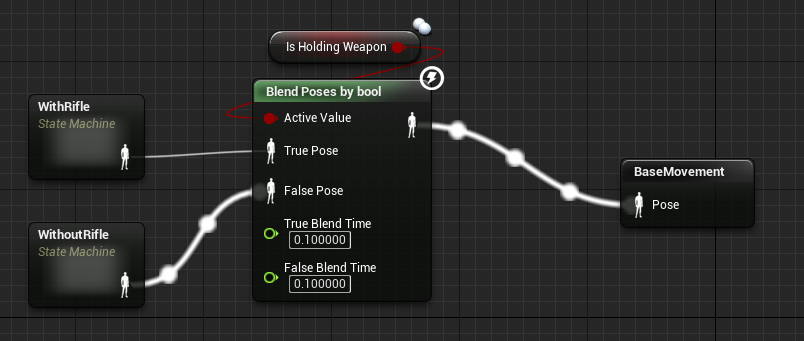 Is Holding Weapon
Blend Poses by bool
WithRifle
State Machine
Active Value
True Pose
False Pose
BaseMovement
Pose
WithoutRifle
State Machine
True Blend Time
0.100000
False Blend Time
0.100000